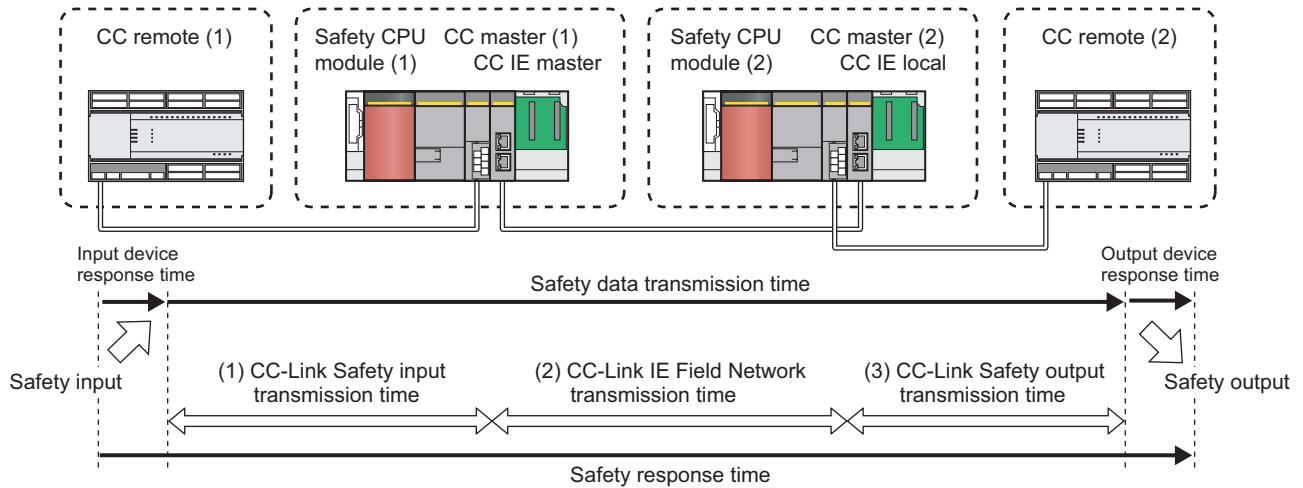 CC remote (1)
Safety CPU module (1)
CC master (1)
CC IE master
Safety CPU module (2)
CC master (2)
CC IE local
CC remote (2)
Input device
response time
Safety data transmission time
Output device
response time
Safety input
(1) CC-Link Safety input
transmission time
(2) CC-Link IE Field Network
transmission time
(3) CC-Link Safety output
transmission time
Safety output
Safety response time